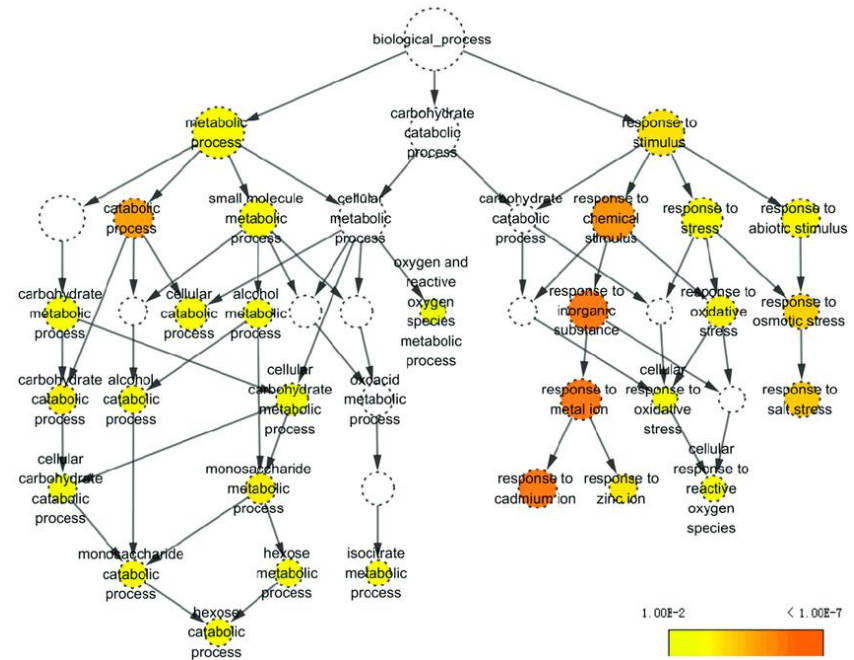 biological_process
metabolic
process
carbohydrate
catabolic
process
response to
stimulus
catabolic
process
small molecule
metabolic
process
cellular
metabolic
process
carbohydrate
catabolic
process
response to
chemical
stimulus
response to
stress
response to
abiotic stimulus
carbohydrate
metabolic
process
cellular
catabolic
process
alcohol
metabolic
process
oxygen and
reactive
oxygen
species
metabolic
process
response to
inorganic
substance
response to
oxidative
stress
response to
osmotic stress
carbohydrate
catabolic
process
alcohol
catabolic
process
cellular
carbohydrate
metabolic
process
oxoacid
metabolic
process
response to
metal ion
cellular
response to
oxidative
stress
response to
salt stress
cellular
carbohydrate
catabolic
process
monosaccharide
metabolic
process
response to
cadmium ion
response to
zinc ion
cellular
response to
reactive
oxygen
species
monosaccharide
catabolic
process
hexose
metabolic
process
isocitrate
metabolic
process
hexose
catabolic
process
1.00E-2
< 1.00E-7